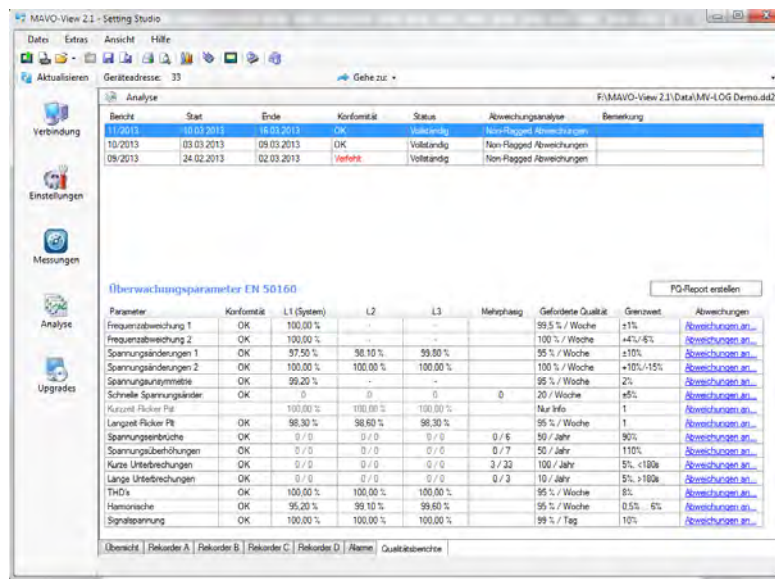 MAVO-View 2.1 - Setting Studio
Datei Extras Ansicht Hilfe
Aktualisieren Geräteadresse: 33 Gehe zu:
Analyse F:\MAVO-View 2.1\Data\MV-LOG Demo.dd2
Bericht Start Ende Konformität Status Abweichungsanalyse Bemerkung
11/2013 10.03.2013 16.03.2013 OK Vollständig Non-Flagged Abweichungen
10/2013 03.03.2013 09.03.2013 OK Vollständig Non-Flagged Abweichungen
09/2013 24.02.2013 02.03.2013 Verfehlt Vollständig Non-Flagged Abweichungen
Verbindung
Einstellungen
Messungen
Analyse
Upgrades
Überwachungsparameter EN 50160 PQ-Report erstellen
Parameter Konformität L1 (System) L2 L3 Mehrphasig Geforderte Qualität Grenzwert Abweichungen
Frequenzabweichung 1 OK 100,00 % - - 99,5 % / Woche ±1% Abweichungen an...
Frequenzabweichung 2 OK 100,00 % - - 100 % / Woche +4%/-6% Abweichungen an...
Spannungsänderungen 1 OK 97,50 % 98,10 % 99,80 % 95 % / Woche ±10% Abweichungen an...
Spannungsänderungen 2 OK 100,00 % 100,00 % 100,00 % 100 % / Woche +10%/-15% Abweichungen an...
Spannungsunsymmetrie OK 99,20 % - - 95 % / Woche 2% Abweichungen an...
Schnelle Spannungsänder OK 0 0 0 0 20 / Woche ±5% Abweichungen an...
Kurzzeit-Flicker Pst 100,00 % 100,00 % 100,00 % Nur Info 1 Abweichungen an...
Langzeit-Flicker Plt OK 98,30 % 98,60 % 98,30 % 95 % / Woche 1 Abweichungen an...
Spannungseinbrüche OK 0 / 0 0 / 0 0 / 0 0 / 6 50 / Jahr 90% Abweichungen an...
Spannungsüberhöhungen OK 0 / 0 0 / 0 0 / 0 0 / 7 50 / Jahr 110% Abweichungen an...
Kurze Unterbrechungen OK 0 / 0 0 / 0 0 / 0 3 / 33 100 / Jahr 5%, <180s Abweichungen an...
Lange Unterbrechungen OK 0 / 0 0 / 0 0 / 0 0 / 3 10 / Jahr 5%, >180s Abweichungen an...
THD's OK 100,00 % 100,00 % 100,00 % 95 % / Woche 8% Abweichungen an...
Harmonische OK 95,20 % 99,10 % 99,60 % 95 % / Woche 0,5% ... 6% Abweichungen an...
Signalspannung OK 100,00 % 100,00 % 100,00 % 99 % / Tag 10% Abweichungen an...
Übersicht Rekorder A Rekorder B Rekorder C Rekorder D Alarme Qualitätsberichte